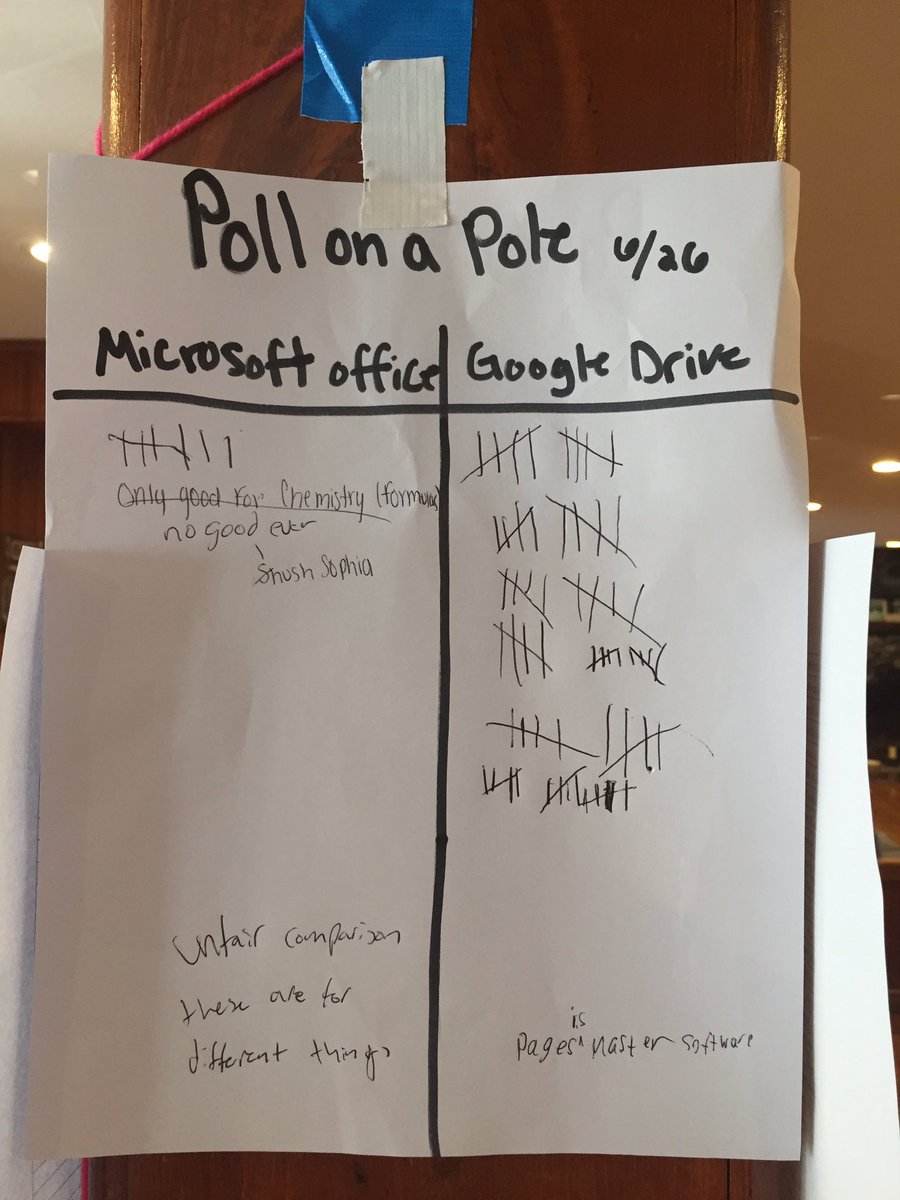 Poll on a Pole 6/26
Microsoft office
Google Drive
Only good for Chemistry (formulas)
no good ever
Shush Sophia
unfair comparison
these are for
different things
is
Pages ^ master software